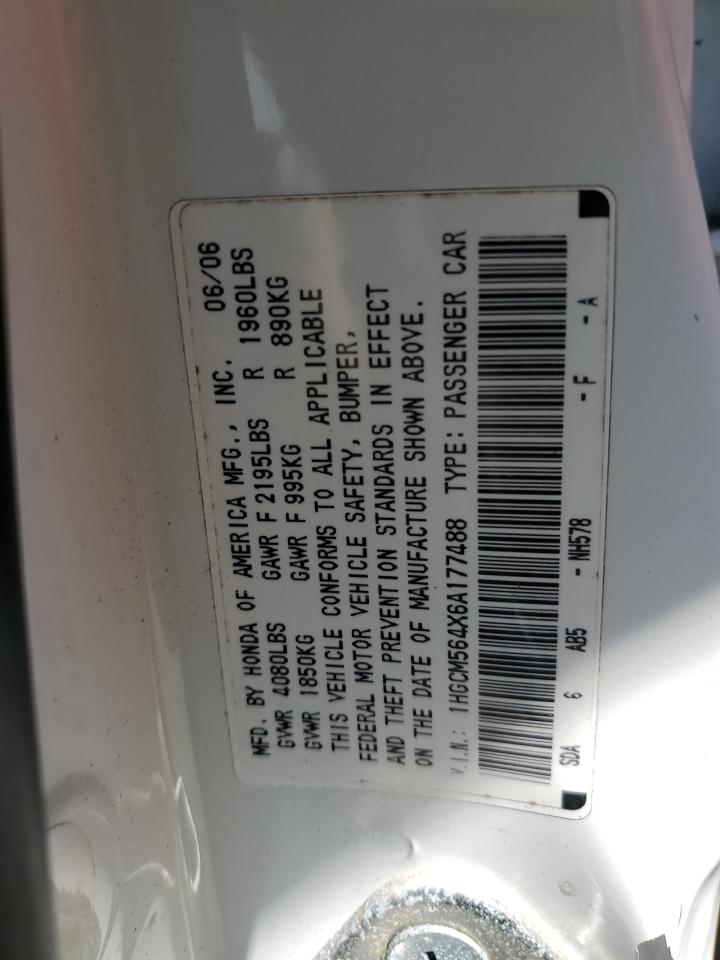 MFD. BY HONDA OF AMERICA MFG., INC. 06/06
GVWR 4080LBS GAWR F 2195LBS R 1960LBS
GVWR 1850KG GAWR F 995KG R 890KG
THIS VEHICLE CONFORMS TO ALL APPLICABLE
FEDERAL MOTOR VEHICLE SAFETY, BUMPER,
AND THEFT PREVENTION STANDARDS IN EFFECT
ON THE DATE OF MANUFACTURE SHOWN ABOVE.
V.I.N.: 1HGCM564X6A177488 TYPE: PASSENGER CAR
SDA 6 AB5 - NH578 - F - A